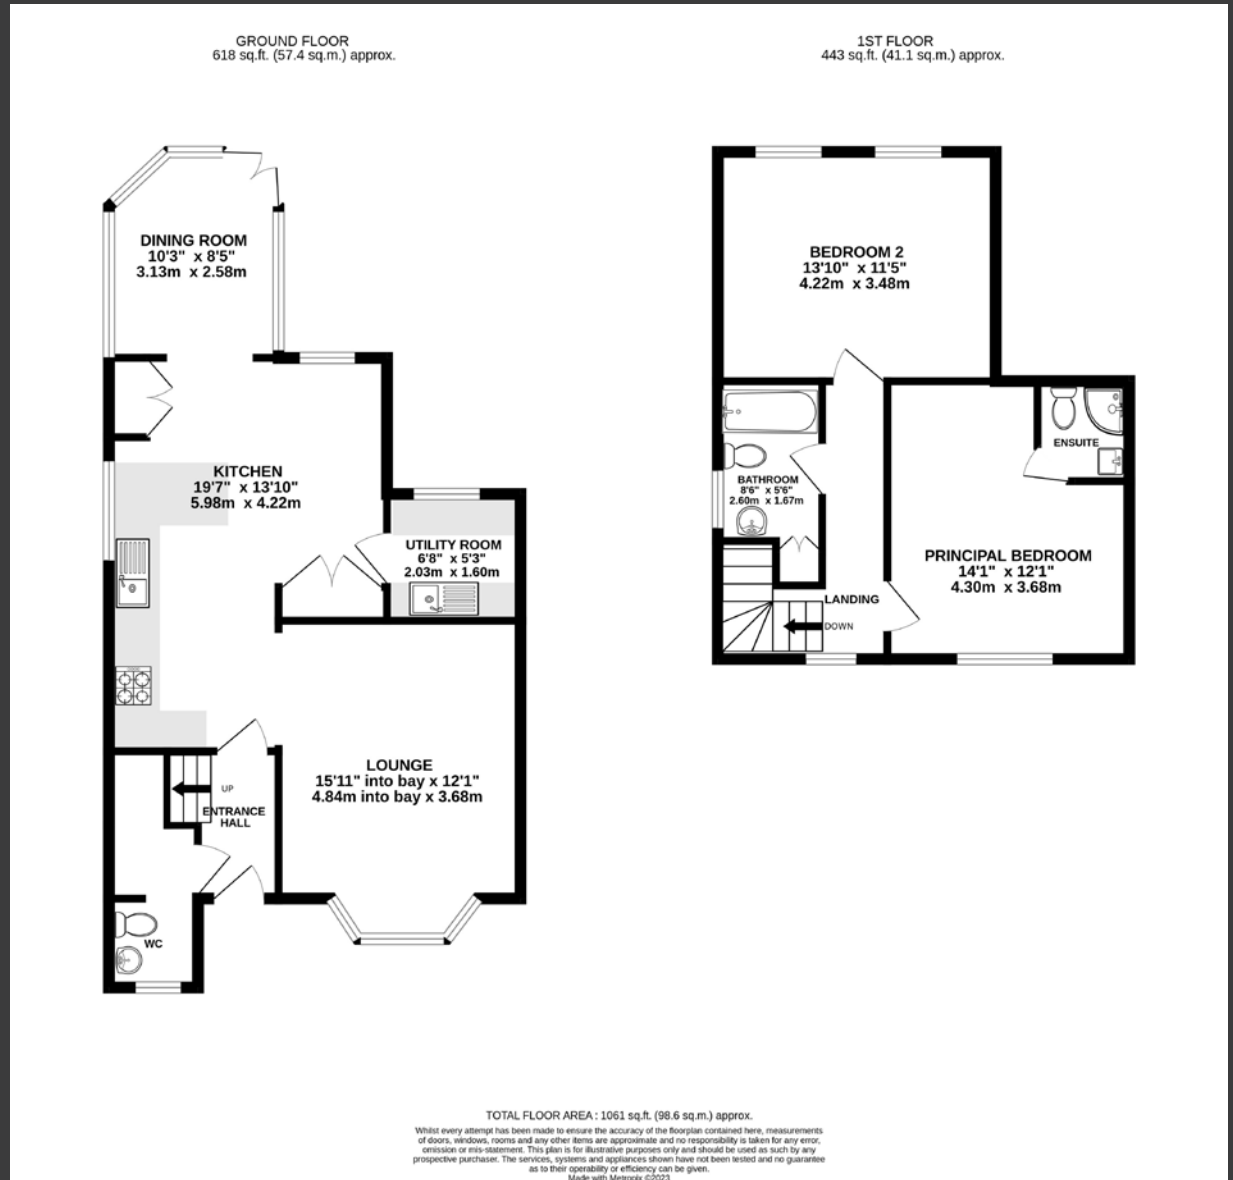 GROUND FLOOR
618 sq.ft. (57.4 sq.m.) approx.
1ST FLOOR
443 sq.ft. (41.1 sq.m.) approx.
DINING ROOM
10'3" x 8'5"
3.13m x 2.58m
KITCHEN
19'7" x 13'10"
5.98m x 4.22m
UTILITY ROOM
6'8" x 5'3"
2.03m x 1.60m
LOUNGE
15'11" into bay x 12'1"
4.84m into bay x 3.68m
UP
ENTRANCE
HALL
WC
BEDROOM 2
13'10" x 11'5"
4.22m x 3.48m
ENSUITE
BATHROOM
8'6" x 5'6"
2.60m x 1.67m
PRINCIPAL BEDROOM
14'1" x 12'1"
4.30m x 3.68m
LANDING
DOWN
TOTAL FLOOR AREA : 1061 sq.ft. (98.6 sq.m.) approx.
Whilst every attempt has been made to ensure the accuracy of the floorplan contained here, measurements
of doors, windows, rooms and any other items are approximate and no responsibility is taken for any error,
omission or mis-statement. This plan is for illustrative purposes only and should be used as such by any
prospective purchaser. The services, systems and appliances shown have not been tested and no guarantee
as to their operability or efficiency can be given.
Made with Metropix ©2023